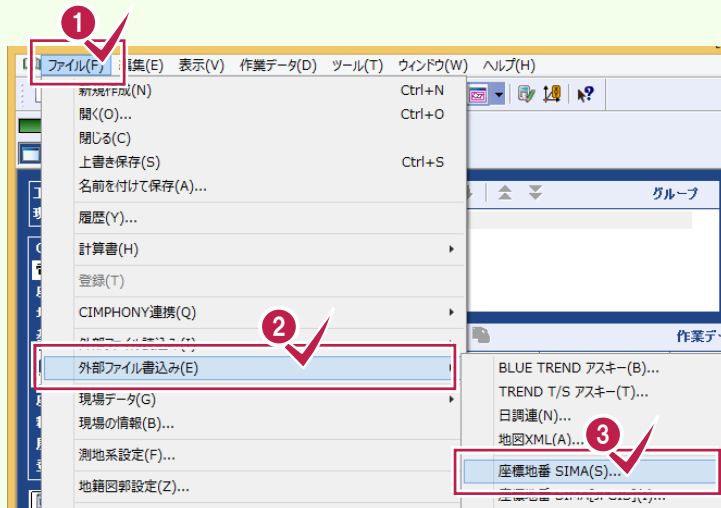 1
ファイル(F) 編集(E) 表示(V) 作業データ(D) ツール(T) ウィンドウ(W) ヘルプ(H)
新規作成(N) Ctrl+N
開く(O)... Ctrl+O
閉じる(C)
上書き保存(S) Ctrl+S
名前を付けて保存(A)...
グループ
履歴(Y)...
計算書(H)
登録(T)
CIMPHONY連携(Q)
2
作業デ
外部ファイル書込み(E)
BLUE TREND アスキー(B)...
TREND T/S アスキー(T)...
現場データ(G)
日調連(N)...
現場の情報(B)...
地図XML(A)...
3
測地系設定(F)...
座標地番 SIMA(S)...
地籍図郭設定(Z)...